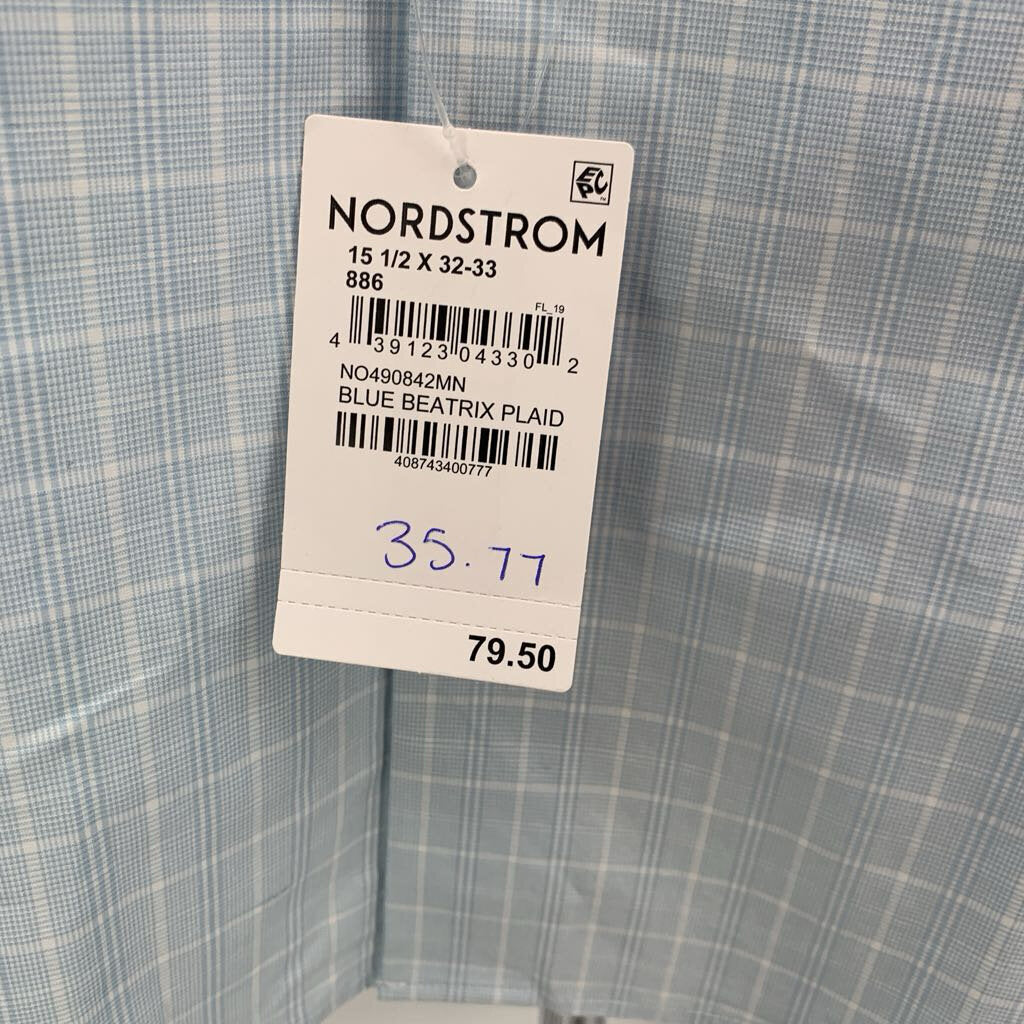 ECP
NORDSTROM
15 1/2 X 32-33
886
FL_19
4 39123 04330 2
NO490842MN
BLUE BEATRIX PLAID
408743400777
35.77
79.50